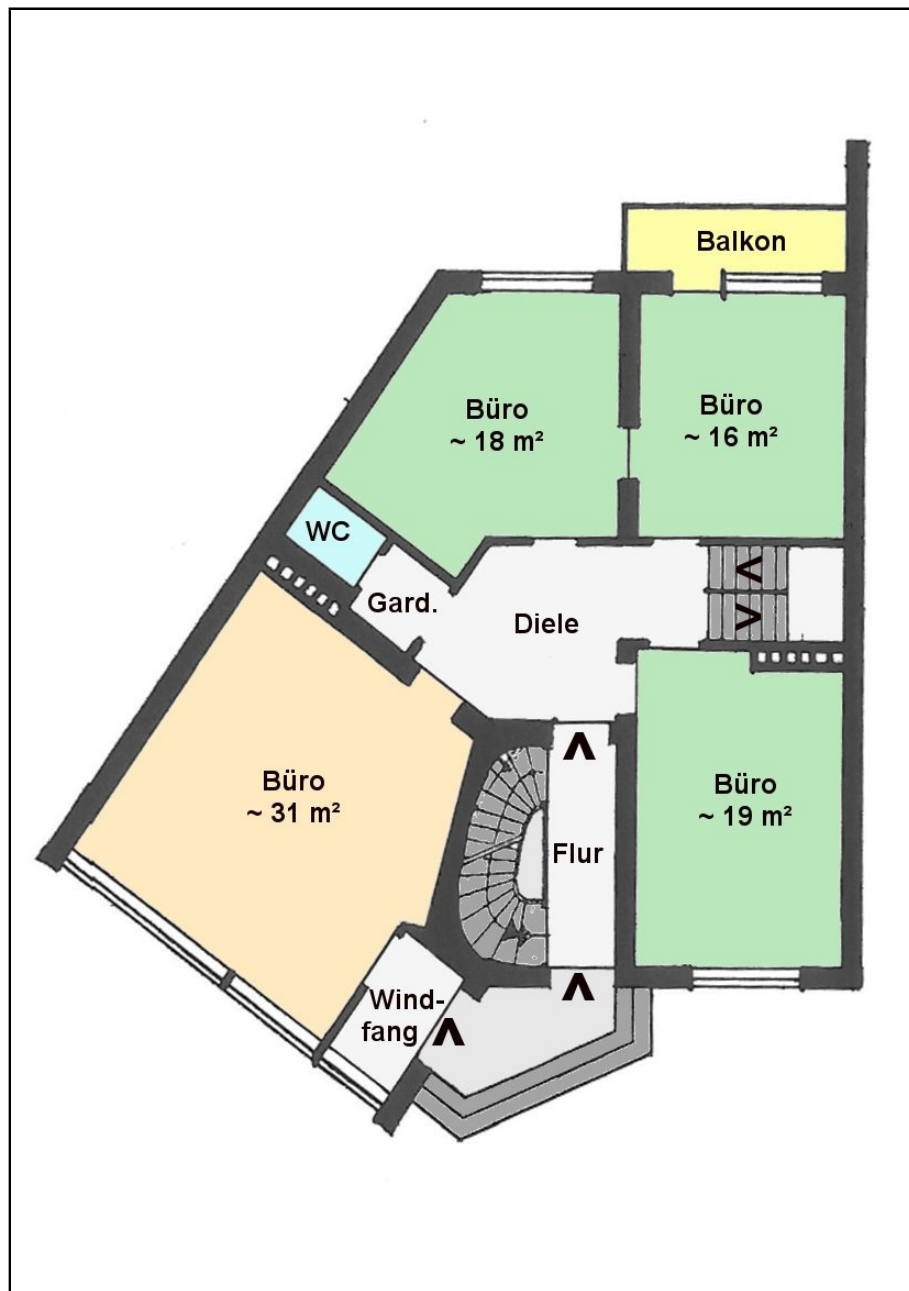 Balkon
Büro
~ 18 m²
Büro
~ 16 m²
WC
Gard.
Diele
Büro
~ 31 m²
Büro
~ 19 m²
Flur
Wind-
fang